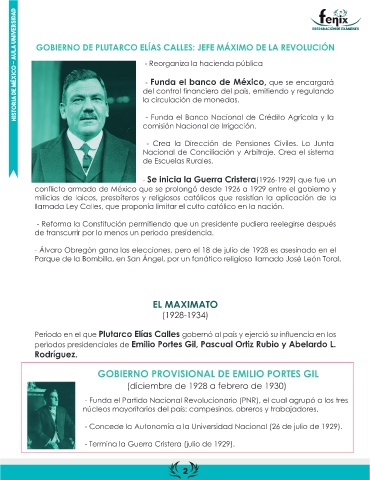 fenix
PREPARACIÓN DE EXÁMENES
HISTORIA DE MÉXICO – AULA UNIVERSIDAD
GOBIERNO DE PLUTARCO ELÍAS CALLES: JEFE MÁXIMO DE LA REVOLUCIÓN
- Reorganiza la hacienda pública
- Funda el banco de México, que se encargará
del control financiero del país, emitiendo y regulando
la circulación de monedas.
- Funda el Banco Nacional de Crédito Agrícola y la
comisión Nacional de Irrigación.
- Crea la Dirección de Pensiones Civiles. La Junta
Nacional de Conciliación y Arbitraje. Crea el sistema
de Escuelas Rurales.
- Se inicia la Guerra Cristera(1926-1929) que fue un
conflicto armado de México que se prolongó desde 1926 a 1929 entre el gobierno y
milicias de laicos, presbíteros y religiosos católicos que resistían la aplicación de la
llamada Ley Calles, que proponía limitar el culto católico en la nación.
- Reforma la Constitución permitiendo que un presidente pudiera reelegirse después
de transcurrir por lo menos un periodo presidencia.
- Álvaro Obregón gana las elecciones, pero el 18 de julio de 1928 es asesinado en el
Parque de la Bombilla, en San Ángel, por un fanático religioso llamado José León Toral.
EL MAXIMATO
(1928-1934)
Periodo en el que Plutarco Elías Calles gobernó al país y ejerció su influencia en los
periodos presidenciales de Emilio Portes Gil, Pascual Ortiz Rubio y Abelardo L.
Rodríguez.
GOBIERNO PROVISIONAL DE EMILIO PORTES GIL
(diciembre de 1928 a febrero de 1930)
- Funda el Partido Nacional Revolucionario (PNR), el cual agrupó a los tres
núcleos mayoritarios del país: campesinos, obreros y trabajadores.
- Concede la Autonomía a la Universidad Nacional (26 de julio de 1929).
- Termina la Guerra Cristera (julio de 1929).
2